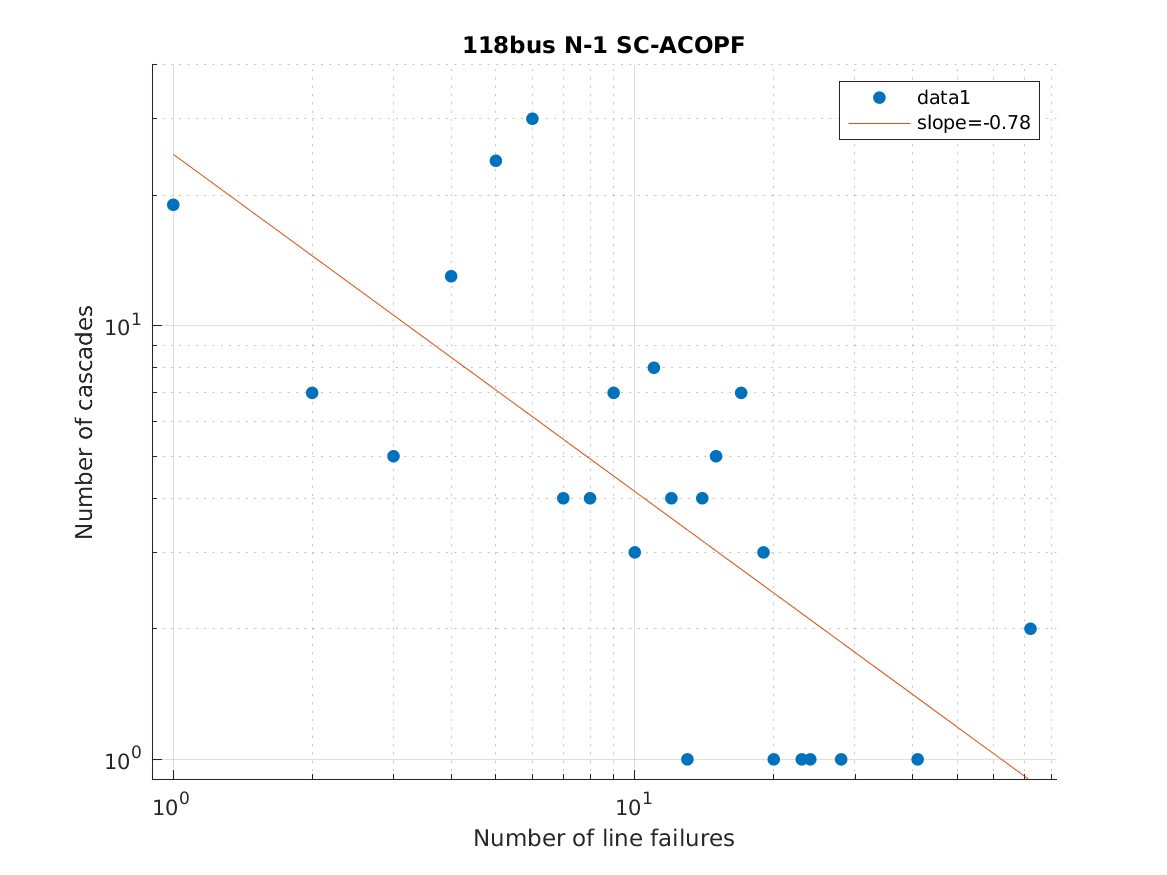 118bus N-1 SC-ACOPF
data1
slope=-0.78
Number of cascades
10^1
10^0
10^0
10^1
Number of line failures